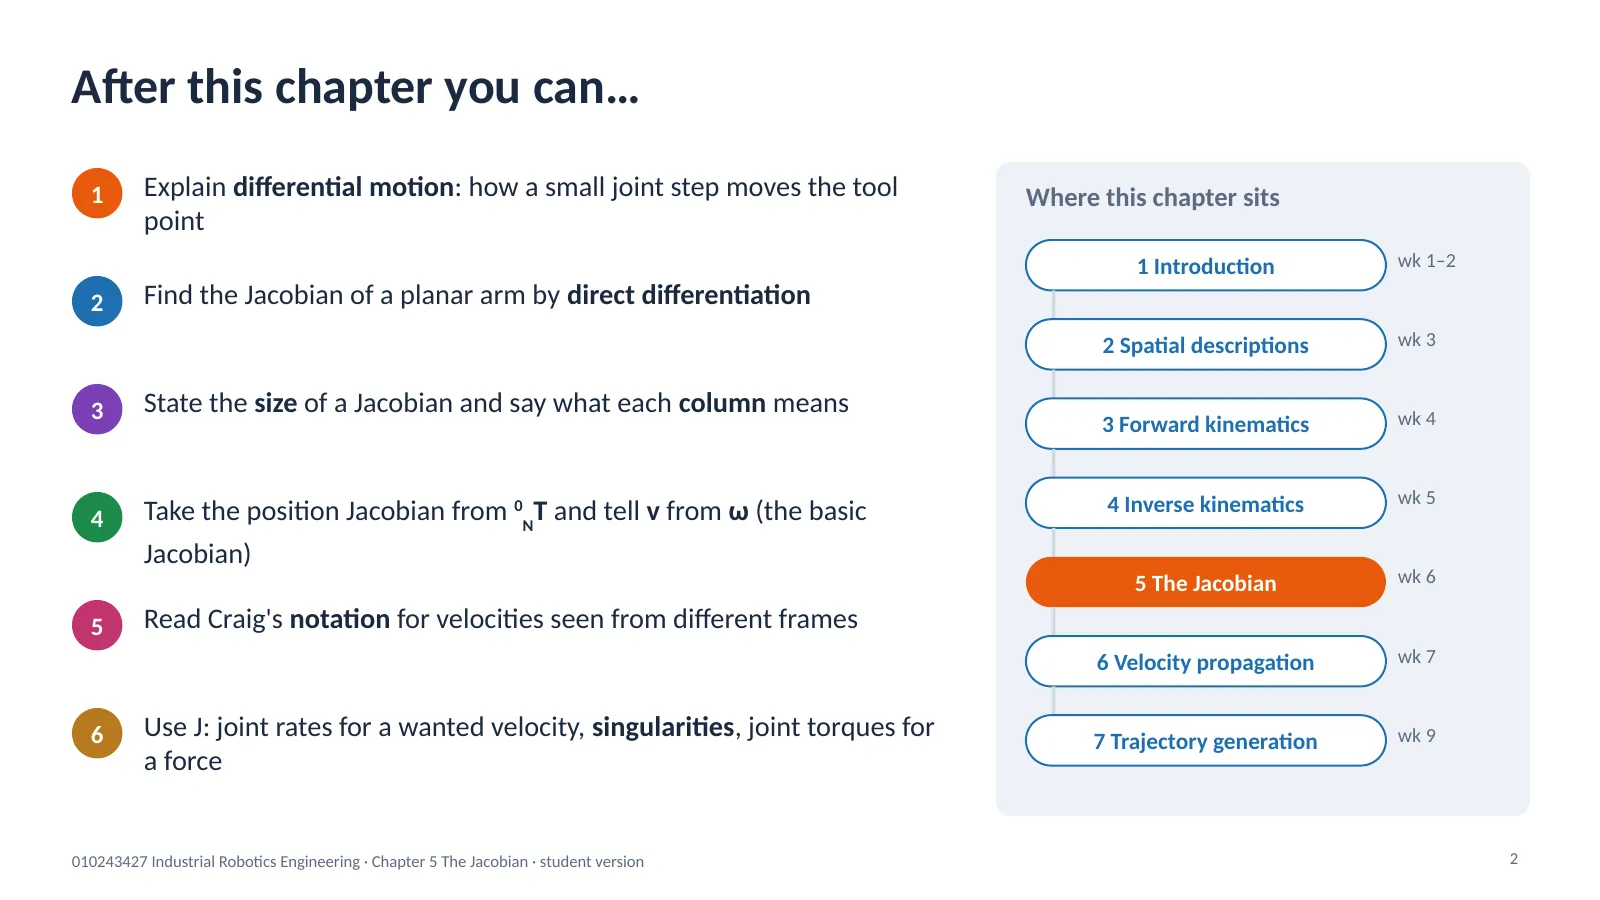 After this chapter you can…
1
Explain differential motion: how a small joint step moves the tool
point
2
Find the Jacobian of a planar arm by direct differentiation
3
State the size of a Jacobian and say what each column means
4
Take the position Jacobian from ⁰NT and tell v from ω (the basic
Jacobian)
5
Read Craig's notation for velocities seen from different frames
6
Use J: joint rates for a wanted velocity, singularities, joint torques for
a force
Where this chapter sits
1 Introduction
wk 1–2
2 Spatial descriptions
wk 3
3 Forward kinematics
wk 4
4 Inverse kinematics
wk 5
5 The Jacobian
wk 6
6 Velocity propagation
wk 7
7 Trajectory generation
wk 9
010243427 Industrial Robotics Engineering · Chapter 5 The Jacobian · student version
2